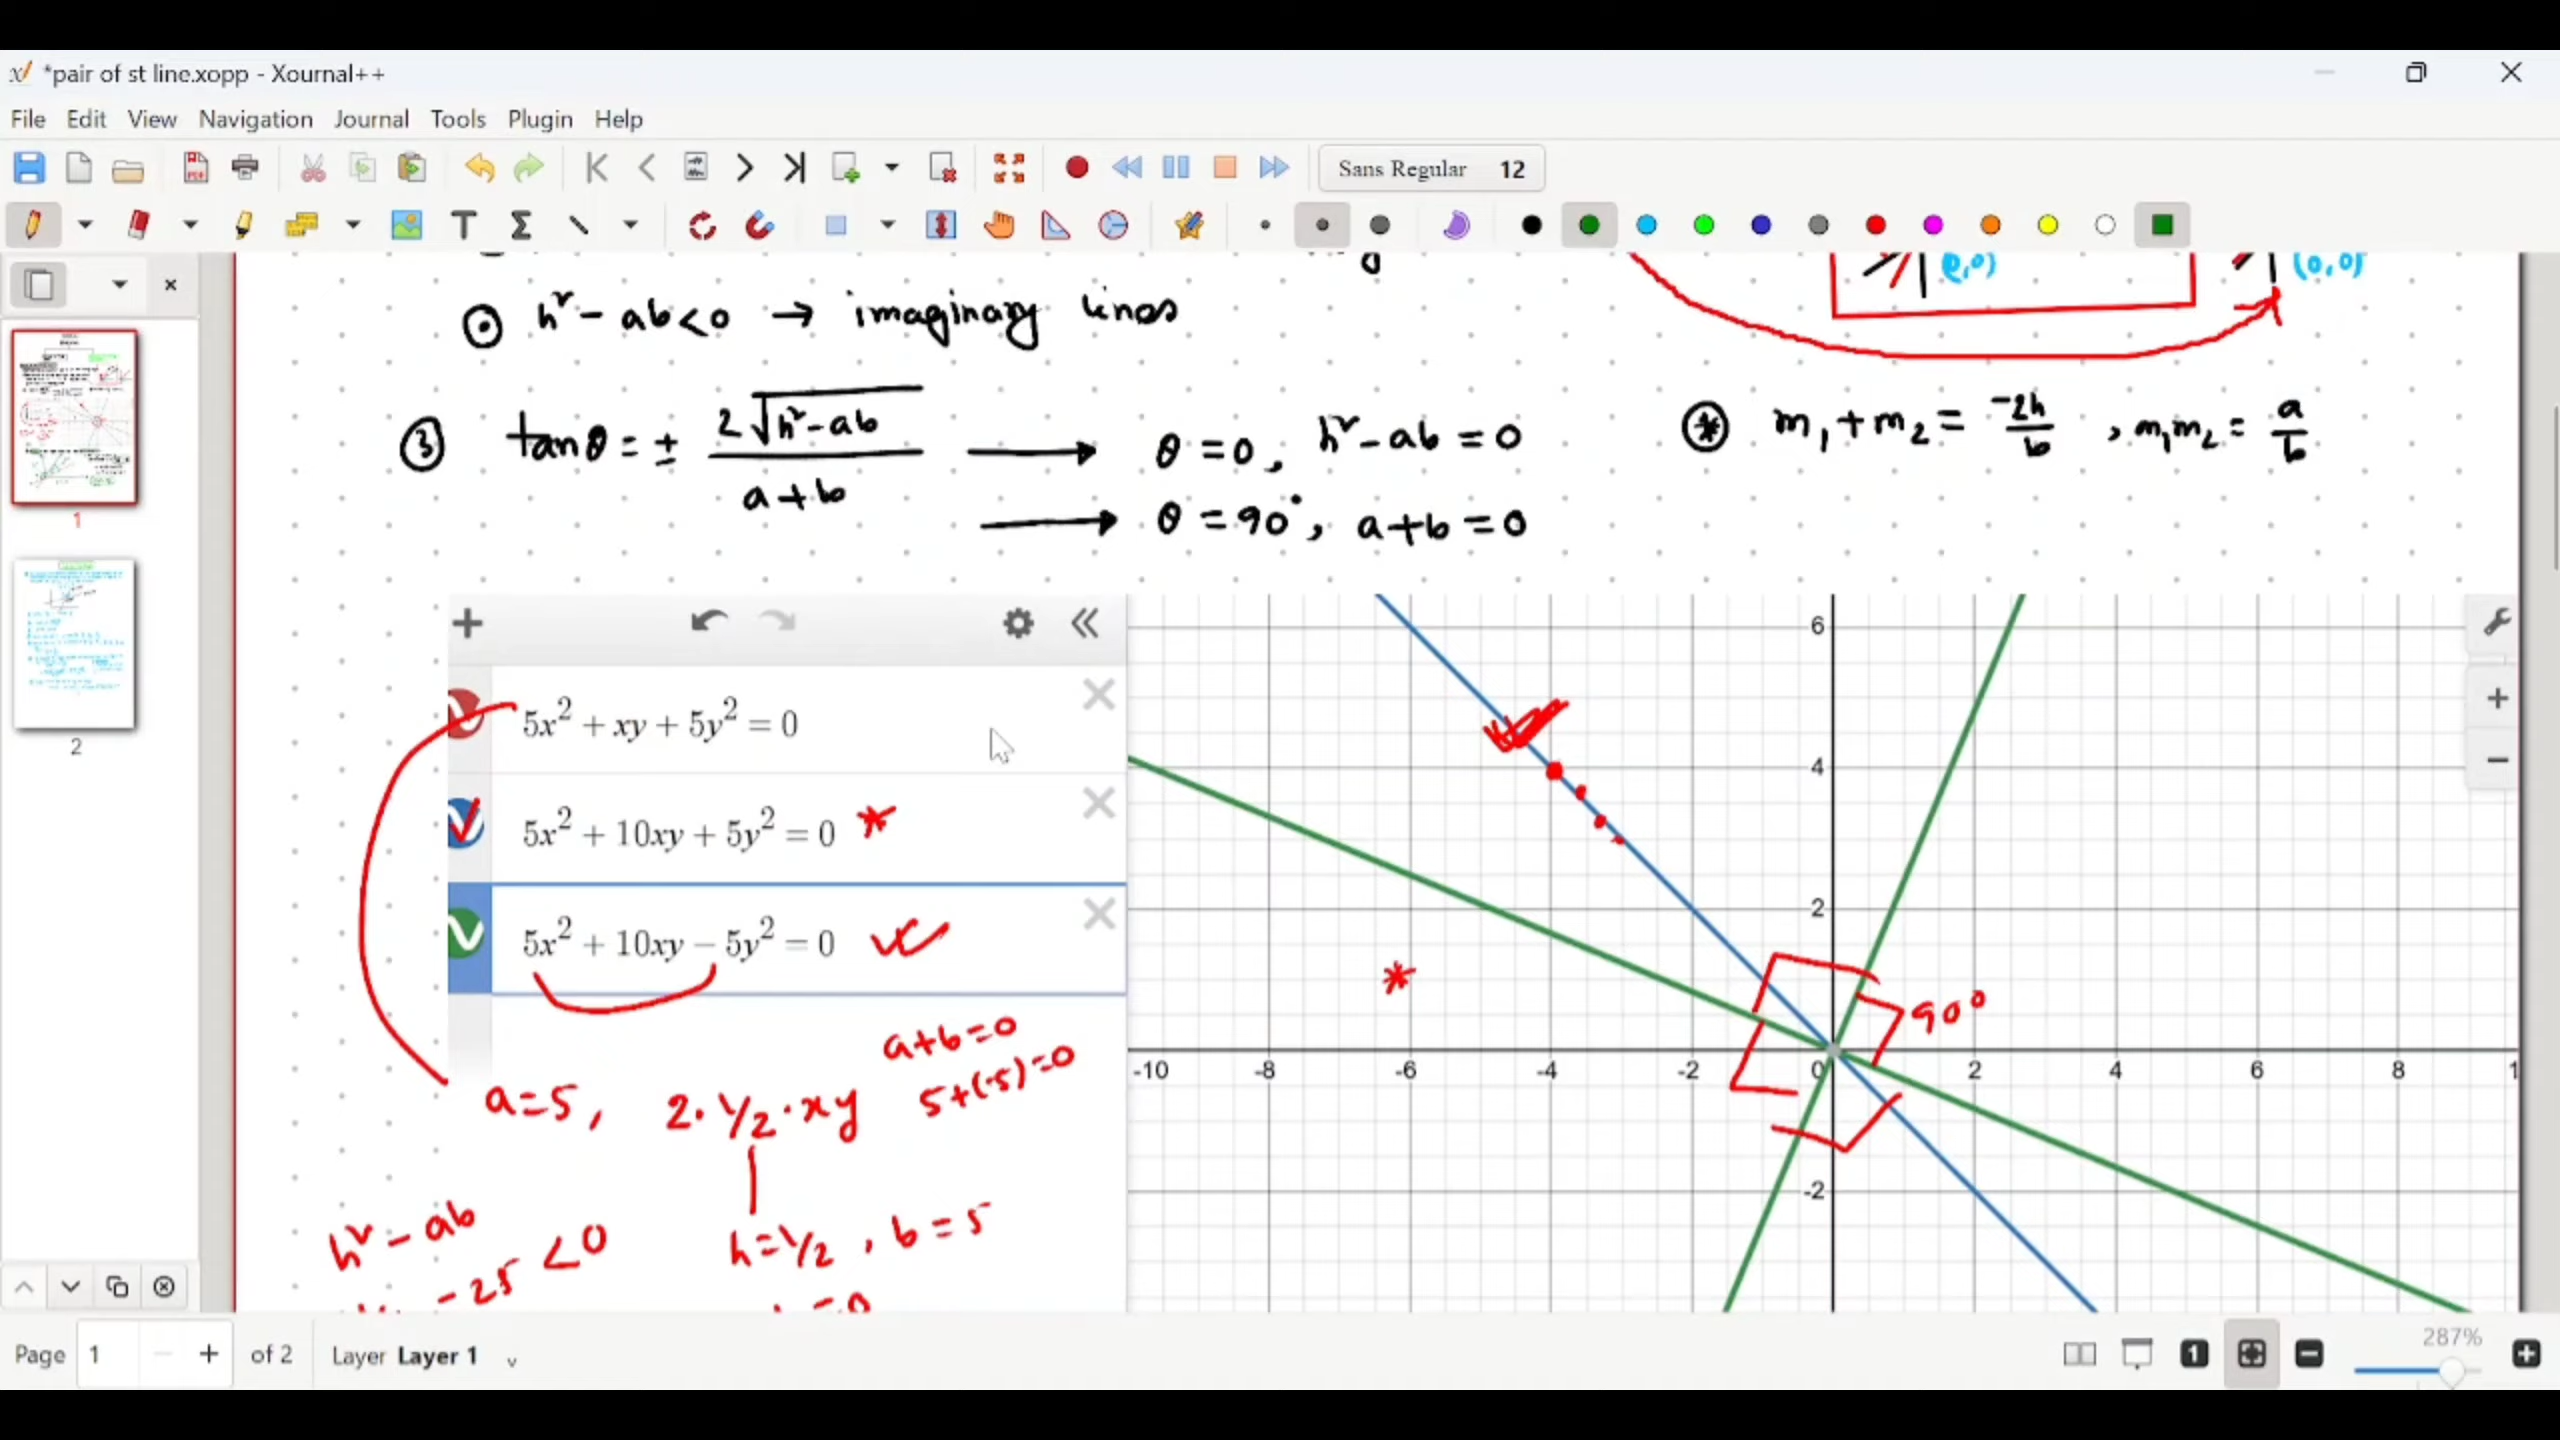 *pair of st line.xopp - Xournal++
File Edit View Navigation Journal Tools Plugin Help
Sans Regular 12
(0,0) (0,0)
⊙ h² - ab < 0 → imaginary lines
③ tanθ = ± 2√(h² - ab) / (a + b) → θ = 0, h² - ab = 0
→ θ = 90°, a + b = 0
⊛ m₁ + m₂ = -2h/b , m₁m₂ = a/b
5x² + xy + 5y² = 0
5x² + 10xy + 5y² = 0 *
5x² + 10xy − 5y² = 0
a + b = 0
5 + (-5) = 0
a = 5, 2 · 1/2 · xy
h² - ab
- 25 < 0
h = 1/2 , b = 5
6
4
2
-10 -8 -6 -4 -2 0 2 4 6 8 1
-2
*
90°
1
2
Page 1 of 2 Layer Layer 1
287%